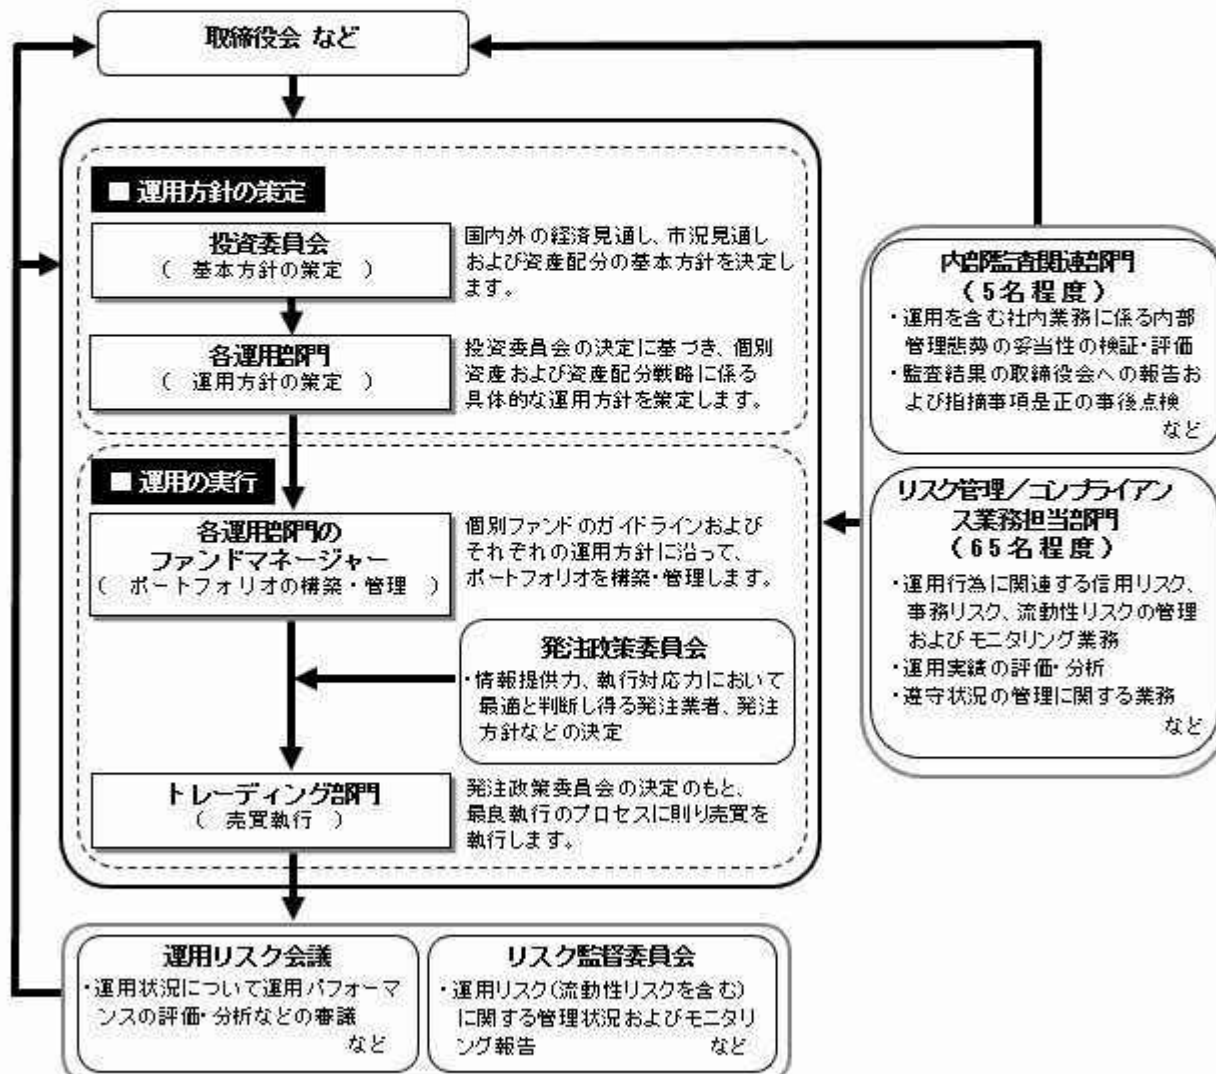 取締役会 など
■ 運用方針の策定
投資委員会
( 基本方針の策定 )
国内外の経済見通し、市況見通し
および資産配分の基本方針を決定し
ます。
各運用部門
( 運用方針の策定 )
投資委員会の決定に基づき、個別
資産および資産配分戦略に係る
具体的な運用方針を策定します。
■ 運用の実行
各運用部門の
ファンドマネージャー
( ポートフォリオの構築・管理 )
個別ファンドのガイドラインおよび
それぞれの運用方針に沿って、
ポートフォリオを構築・管理します。
発注政策委員会
・情報提供力、執行対応力において
最適と判断し得る発注業者、発注
方針などの決定
トレーディング部門
( 売買執行 )
発注政策委員会の決定のもと、
最良執行のプロセスに則り売買を
執行します。
内部監査関連部門
(5名程度)
・運用を含む社内業務に係る内部
管理態勢の妥当性の検証・評価
・監査結果の取締役会への報告お
よび指摘事項是正の事後点検
など
リスク管理/コンプライアン
ス業務担当部門
(65名程度)
・運用行為に関連する信用リスク、
事務リスク、流動性リスクの管理
およびモニタリング業務
・運用実績の評価・分析
・遵守状況の管理に関する業務
など
運用リスク会議
・運用状況について運用パフォーマ
ンスの評価・分析などの審議
など
リスク監督委員会
・運用リスク(流動性リスクを含む)
に関する管理状況およびモニタリ
ング報告 など